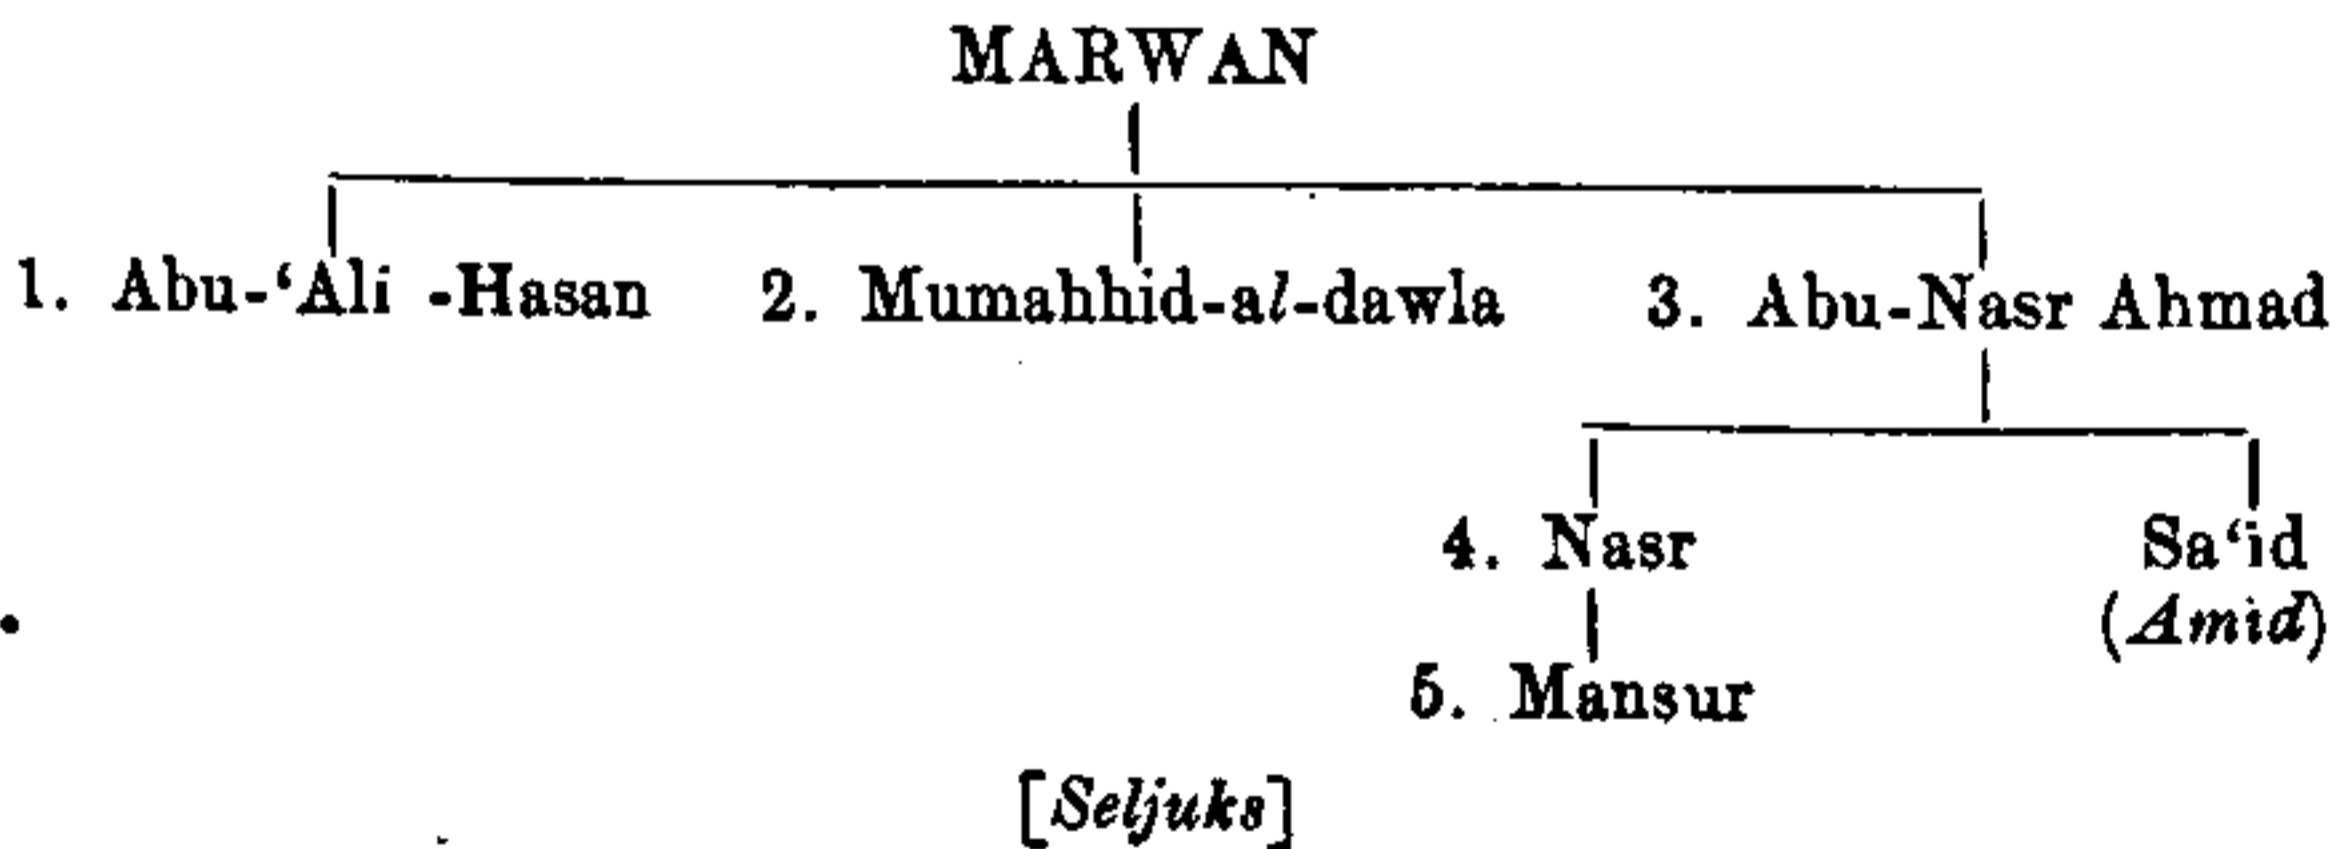 MARWAN
1. Abu-‘Ali -Hasan 2. Mumahhid-al-dawla 3. Abu-Nasr Ahmad
4. Nasr Sa‘id
(Amid)
5. Mansur
[Seljuks]